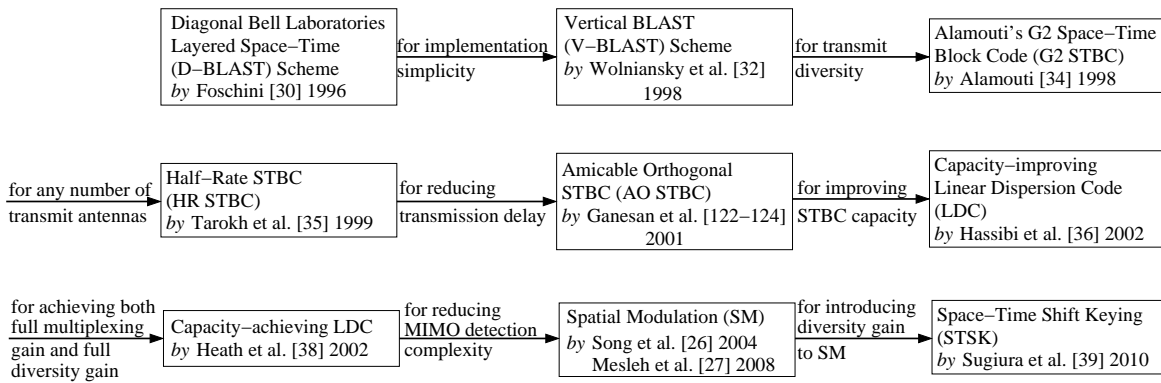 Diagonal Bell Laboratories
Layered Space−Time
(D−BLAST) Scheme
by Foschini [30] 1996
for implementation
simplicity
Vertical BLAST
(V−BLAST) Scheme
by Wolniansky et al. [32]
1998
for transmit
diversity
Alamouti's G2 Space−Time
Block Code (G2 STBC)
by Alamouti [34] 1998
for any number of
transmit antennas
Half−Rate STBC
(HR STBC)
by Tarokh et al. [35] 1999
for reducing
transmission delay
Amicable Orthogonal
STBC (AO STBC)
by Ganesan et al. [122−124]
2001
for improving
STBC capacity
Capacity−improving
Linear Dispersion Code
(LDC)
by Hassibi et al. [36] 2002
for achieving both
full multiplexing
gain and full
diversity gain
Capacity−achieving LDC
by Heath et al. [38] 2002
for reducing
MIMO detection
complexity
Spatial Modulation (SM)
by Song et al. [26] 2004
Mesleh et al. [27] 2008
for introducing
diversity gain
to SM
Space−Time Shift Keying
(STSK)
by Sugiura et al. [39] 2010